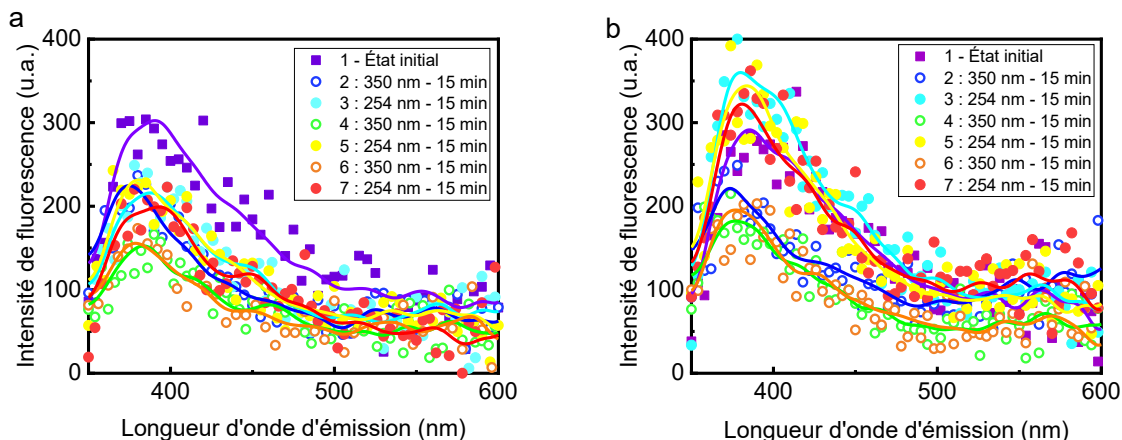 a
400
300
200
100
0
Intensité de fluorescence (u.a.)
1 - État initial
2 : 350 nm - 15 min
3 : 254 nm - 15 min
4 : 350 nm - 15 min
5 : 254 nm - 15 min
6 : 350 nm - 15 min
7 : 254 nm - 15 min
400 500 600
Longueur d'onde d'émission (nm)
b
400
300
200
100
0
Intensité de fluorescence (u.a.)
1 - État initial
2 : 350 nm - 15 min
3 : 254 nm - 15 min
4 : 350 nm - 15 min
5 : 254 nm - 15 min
6 : 350 nm - 15 min
7 : 254 nm - 15 min
400 500 600
Longueur d'onde d'émission (nm)